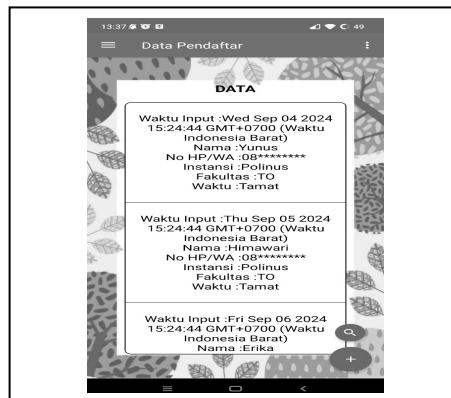 13:37 49
Data Pendaftar
DATA
Waktu Input :Wed Sep 04 2024
15:24:44 GMT+0700 (Waktu
Indonesia Barat)
Nama :Yunus
No HP/WA :08********
Instansi :Polinus
Fakultas :TO
Waktu :Tamat
Waktu Input :Thu Sep 05 2024
15:24:44 GMT+0700 (Waktu
Indonesia Barat)
Nama :Himawari
No HP/WA :08********
Instansi :Polinus
Fakultas :TO
Waktu :Tamat
Waktu Input :Fri Sep 06 2024
15:24:44 GMT+0700 (Waktu
Indonesia Barat)
Nama :Erika